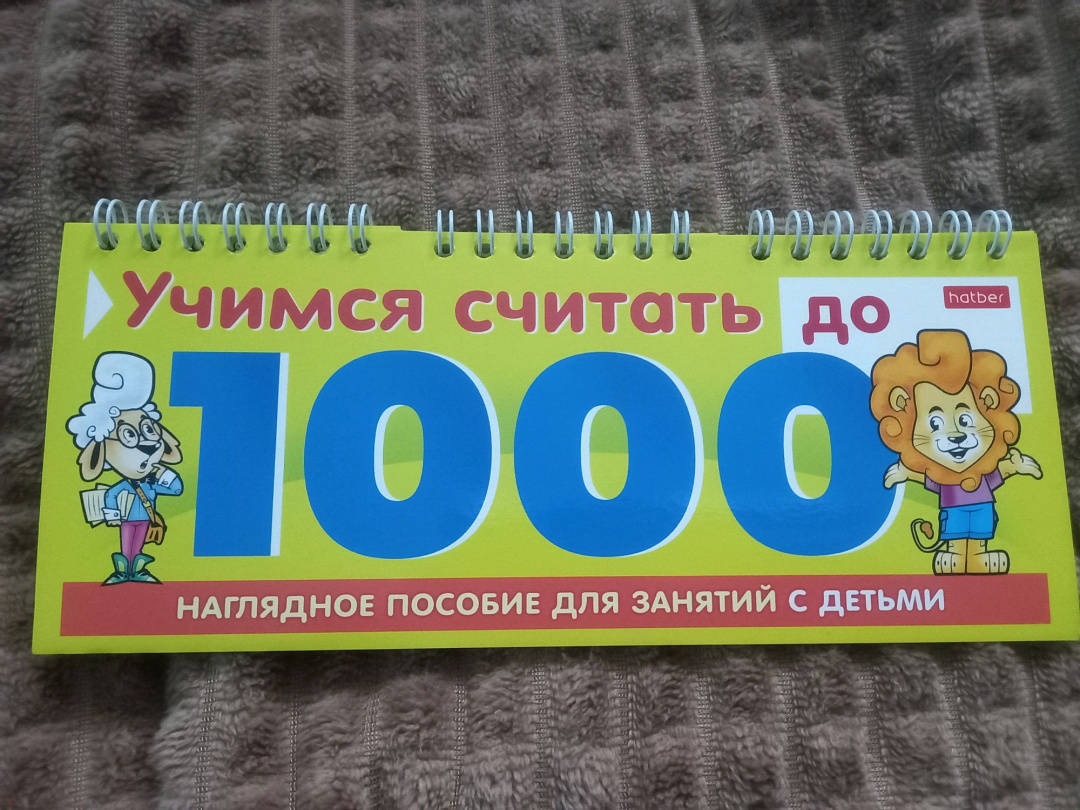 Учимся считать до
hatber
1000
НАГЛЯДНОЕ ПОСОБИЕ ДЛЯ ЗАНЯТИЙ С ДЕТЬМИ